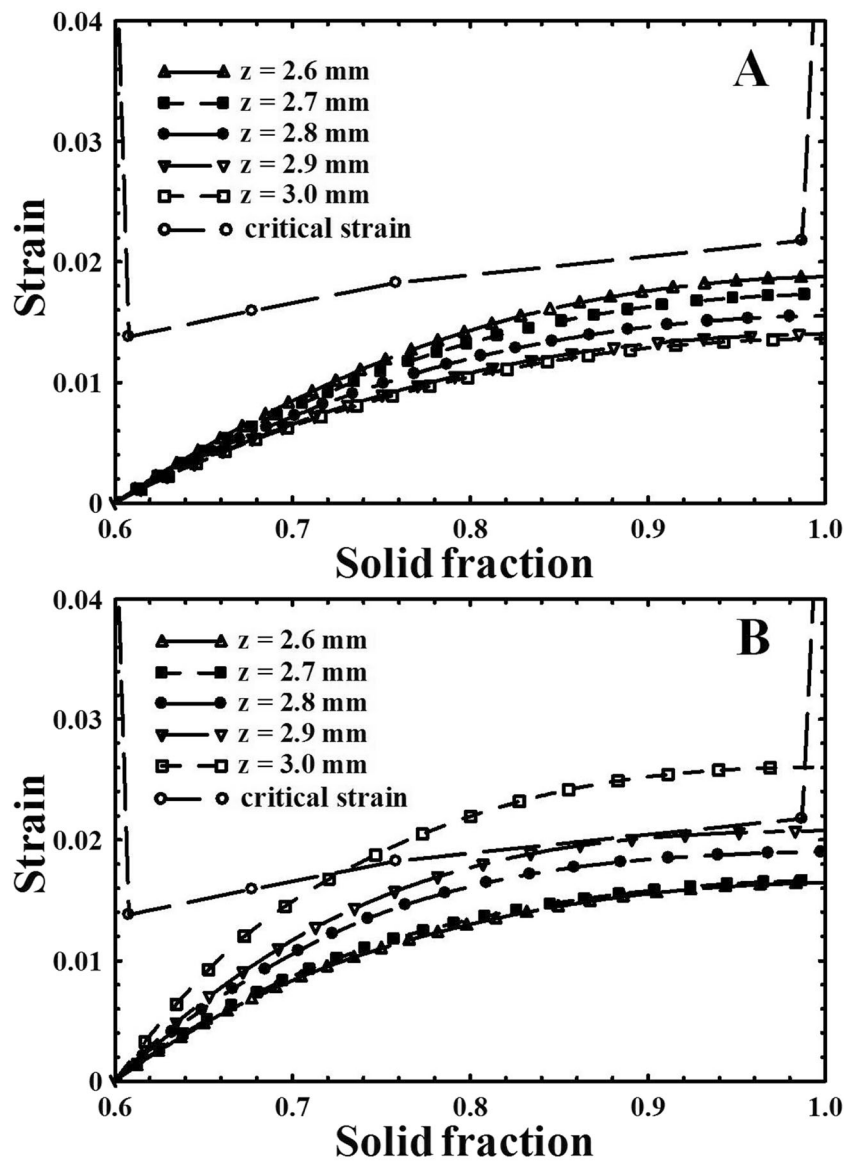 0.04
A
z = 2.6 mm
z = 2.7 mm
0.03
z = 2.8 mm
z = 2.9 mm
z = 3.0 mm
critical strain
Strain
0.02
0.01
0
0.6 0.7 0.8 0.9 1.0
Solid fraction
0.04
B
z = 2.6 mm
z = 2.7 mm
0.03
z = 2.8 mm
z = 2.9 mm
z = 3.0 mm
critical strain
Strain
0.02
0.01
0
0.6 0.7 0.8 0.9 1.0
Solid fraction